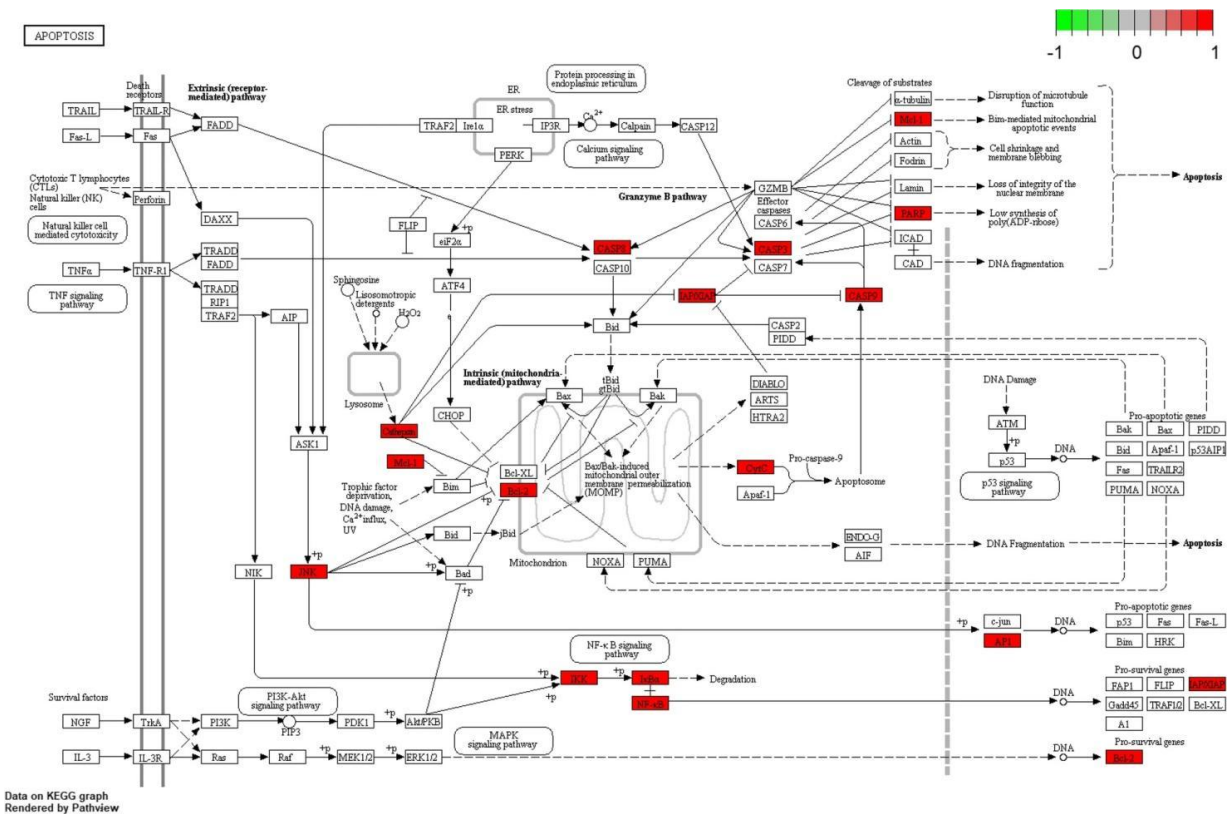 APOPTOSIS
-1 0 1
Death
receptors
Extrinsic (receptor-
mediated) pathway
TRAIL
TRAIL-R
Fas-L
Fas
FADD
Cytotoxic T lymphocytes
(CTLs)
Natural killer (NK)
cells
Perforin
Natural killer cell
mediated cytotoxicity
DAXX
TNFα
TNF-R1
TNF signaling
pathway
TRADD
FADD
TRADD
RIP1
TRAF2
AIP
ER
Protein processing in
endoplasmic reticulum
ER stress
TRAF2
Ire1α
IP3R
Ca2+
Calpain
CASP12
PERK
Calcium signaling
pathway
Granzyme B pathway
GZMB
Effector
caspases
CASP6
CASP3
CASP7
FLIP
+p
eiF2α
ATF4
CASP8
CASP10
Cleavage of substrates
α-tubulin
Disruption of microtubule
function
Mcl-1
Bim-mediated mitochondrial
apoptotic events
Actin
Fodrin
Cell shrinkage and
membrane blebbing
Lamin
Loss of integrity of the
nuclear membrane
PARP
Low synthesis of
poly(ADP-ribose)
ICAD
CAD
DNA fragmentation
Apoptosis
Sphingosine
Lisosomotropic
detergents
H2O2
Lysosome
IAP/XIAP
CASP9
Bid
CASP2
PIDD
Intrinsic (mitochondria-
mediated) pathway
tBid
gtBid
Bax
Bak
DIABLO
ARTS
HTRA2
CHOP
Cathepsin
Mcl-1
ASK1
Bcl-XL
Bcl-2
Bim
+p
Trophic factor
deprivation,
DNA damage,
Ca2+ influx,
UV
Bax/Bak-induced
mitochondrial outer
membrane permeabilization
(MOMP)
CytC
Pro-caspase-9
Apaf-1
Apoptosome
Bid
jBid
+p
Bad
+p
+p
NIK
+p
JNK
Mitochondrion
NOXA
PUMA
ENDO-G
AIF
DNA Fragmentation
Apoptosis
DNA Damage
ATM
+p
p53
DNA
p53 signaling
pathway
Pro-apoptotic genes
Bak
Bax
PIDD
Bid
Apaf-1
p53AIP1
Fas
TRAILR2
PUMA
NOXA
+p
c-jun
AP1
DNA
Pro-apoptotic genes
p53
Fas
Fas-L
Bim
HRK
NF-κB signaling
pathway
+p
IKK
+p
IκBα
Degradation
+p
NF-κB
DNA
Pro-survival genes
FAP1
FLIP
IAP/XIAP
Gadd45
TRAF1/2
Bcl-XL
A1
Survival factors
PI3K-Akt
signaling pathway
NGF
TrkA
PI3K
PIP3
PDK1
+p
Akt/PKB
IL-3
IL-3R
Ras
Raf
+p
MEK1/2
+p
ERK1/2
MAPK
signaling pathway
DNA
Pro-survival genes
Bcl-2
Data on KEGG graph
Rendered by Pathview